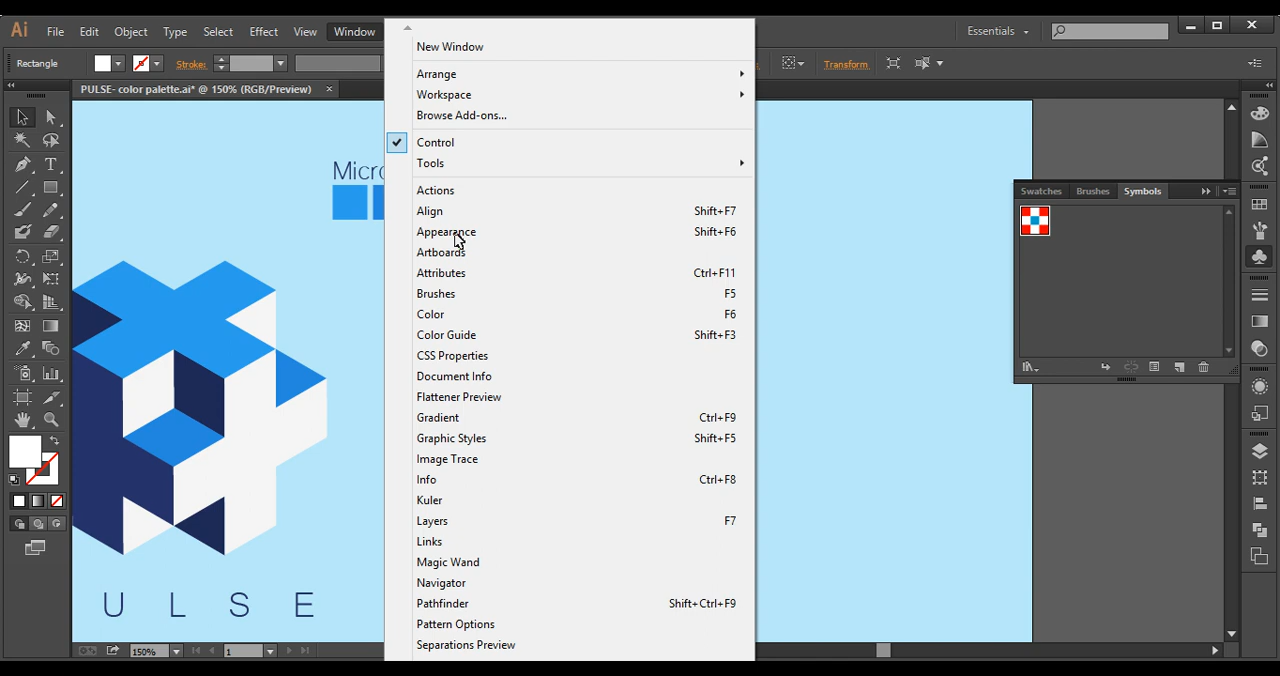 Ai File Edit Object Type Select Effect View Window Essentials
Rectangle Stroke: Transform
PULSE- color palette.ai* @ 150% (RGB/Preview) ×
New Window
Arrange
Workspace
Browse Add-ons...
Control
Tools
Actions
Align Shift+F7
Appearance Shift+F6
Artboards
Attributes Ctrl+F11
Brushes F5
Color F6
Color Guide Shift+F3
CSS Properties
Document Info
Flattener Preview
Gradient Ctrl+F9
Graphic Styles Shift+F5
Image Trace
Info Ctrl+F8
Kuler
Layers F7
Links
Magic Wand
Navigator
Pathfinder Shift+Ctrl+F9
Pattern Options
Separations Preview
Micro
U L S E
Swatches Brushes Symbols
150% 1